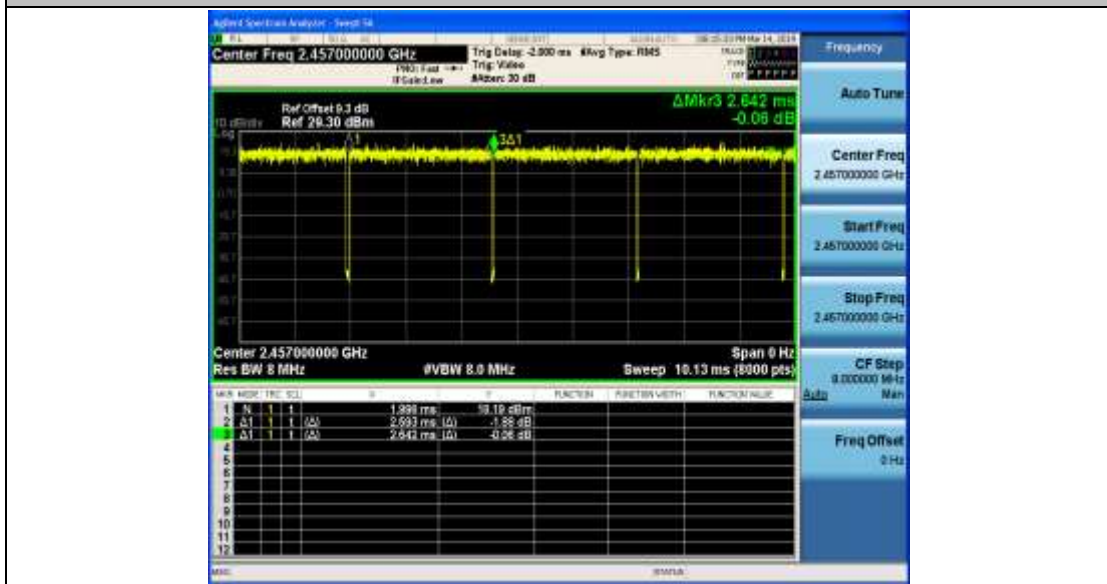 Agilent Spectrum Analyzer - Swept SA
Center Freq 2.457000000 GHz
PNO: Fast
IFGain:Low
Trig Delay: -2.000 ms
Trig: Video
#Atten: 30 dB
#Avg Type: RMS
Ref Offset 9.3 dB
Ref 29.30 dBm
10 dB/div
Log
ΔMkr3 2.642 ms
-0.06 dB
3Δ1
Center 2.457000000 GHz
Res BW 8 MHz
#VBW 8.0 MHz
Span 0 Hz
Sweep 10.13 ms (8000 pts)
MKR MODE TRC SCL X Y FUNCTION FUNCTION WIDTH FUNCTION VALUE
1 N 1 t 1.998 ms 18.19 dBm
2 Δ1 1 t (Δ) 2.593 ms (Δ) -1.88 dB
3 Δ1 1 t (Δ) 2.642 ms (Δ) -0.06 dB
4
5
6
7
8
9
10
11
12
MSG
STATUS
Frequency
Auto Tune
Center Freq
2.457000000 GHz
Start Freq
2.457000000 GHz
Stop Freq
2.457000000 GHz
CF Step
8.000000 MHz
Auto Man
Freq Offset
0 Hz